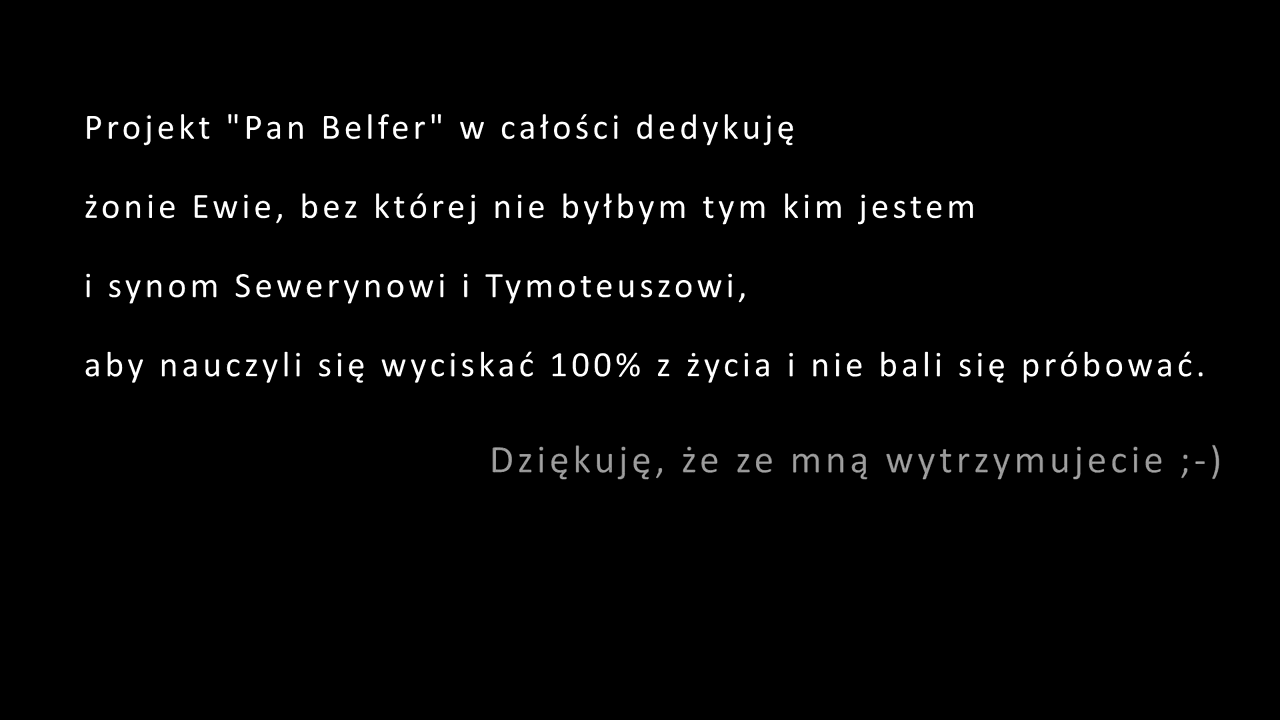 Projekt "Pan Belfer" w całości dedykuję
żonie Ewie, bez której nie byłbym tym kim jestem
i synom Sewerynowi i Tymoteuszowi,
aby nauczyli się wyciskać 100% z życia i nie bali się próbować.
Dziękuję, że ze mną wytrzymujecie ;-)